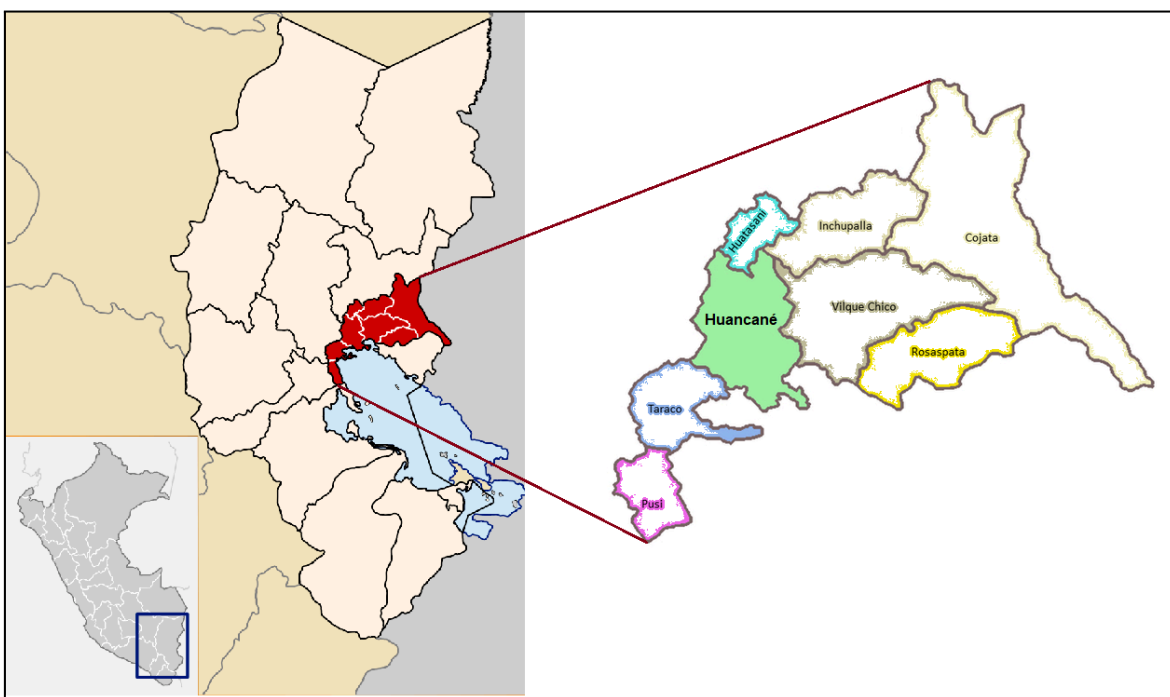 Huatasani
Inchupalla
Cojata
Vilque Chico
Huancané
Rosaspata
Taraco
Pusi